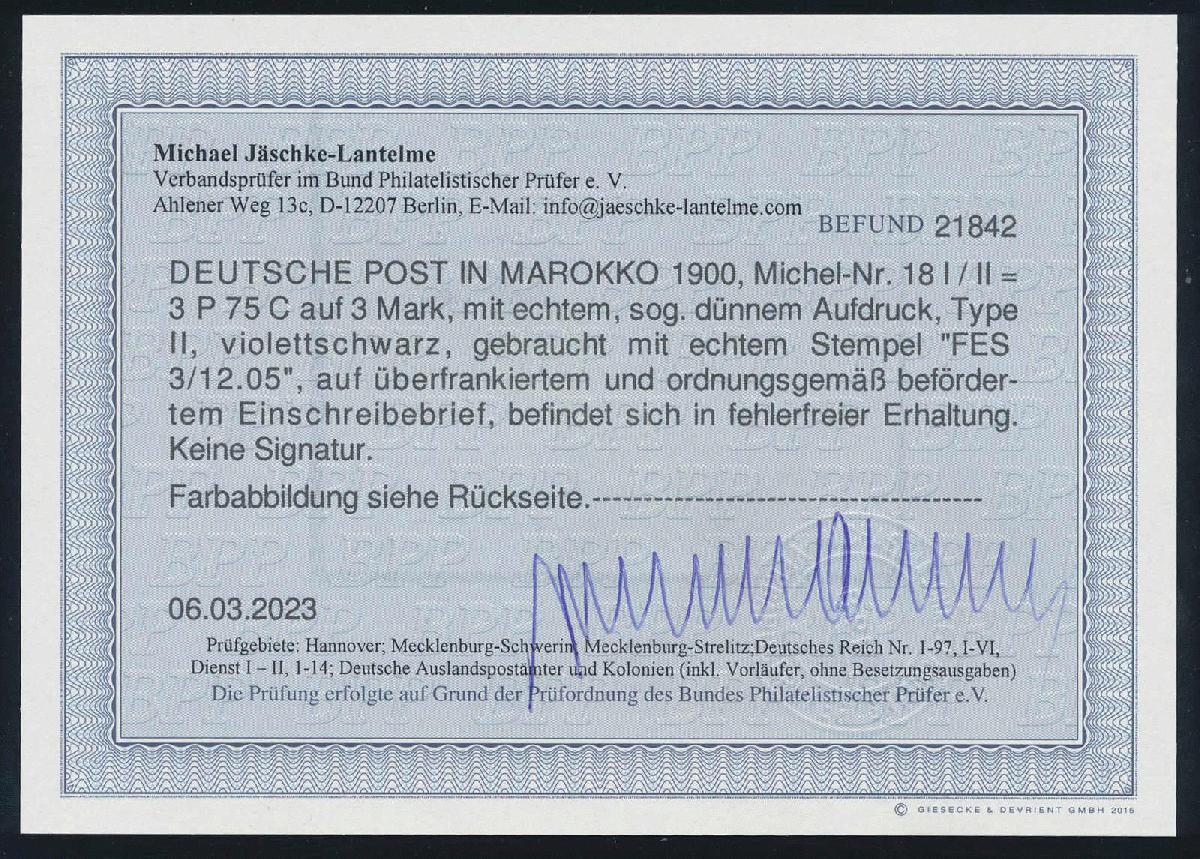 Michael Jäschke-Lantelme
Verbandsprüfer im Bund Philatelistischer Prüfer e. V.
Ahlener Weg 13c, D-12207 Berlin, E-Mail: info@jaeschke-lantelme.com
BEFUND 21842
DEUTSCHE POST IN MAROKKO 1900, Michel-Nr. 18 I / II =
3 P 75 C auf 3 Mark, mit echtem, sog. dünnem Aufdruck, Type
II, violettschwarz, gebraucht mit echtem Stempel "FES
3/12.05", auf überfrankiertem und ordnungsgemäß beförder-
tem Einschreibebrief, befindet sich in fehlerfreier Erhaltung.
Keine Signatur.
Farbabbildung siehe Rückseite.---------------------------------------
06.03.2023
Prüfgebiete: Hannover; Mecklenburg-Schwerin, Mecklenburg-Strelitz;Deutsches Reich Nr. 1-97, I-VI,
Dienst I – II, 1-14; Deutsche Auslandspostämter und Kolonien (inkl. Vorläufer, ohne Besetzungsausgaben)
Die Prüfung erfolgte auf Grund der Prüfordnung des Bundes Philatelistischer Prüfer e.V.
© GIESECKE & DEVRIENT GMBH 2016